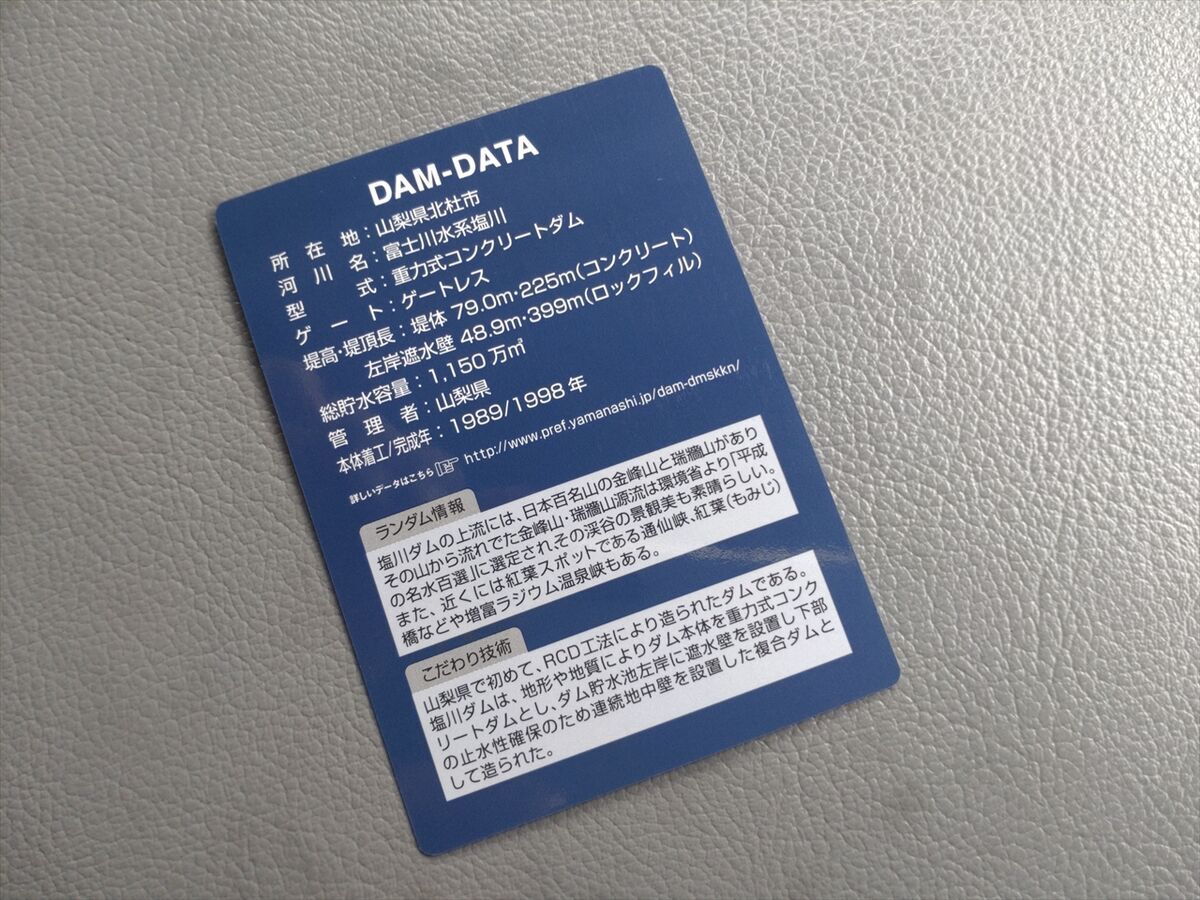 DAM-DATA
所在地：山梨県北杜市
河川名：富士川水系塩川
型式：重力式コンクリートダム
ゲート：ゲートレス
堤高・堤頂長：堤体 79.0m・225m（コンクリート）
左岸遮水壁 48.9m・399m（ロックフィル）
総貯水容量：1,150 万㎥
管理者：山梨県
本体着工/完成年：1989/1998 年
詳しいデータはこちら☞ http://www.pref.yamanashi.jp/dam-dmskkn/
ランダム情報
塩川ダムの上流には、日本百名山の金峰山と瑞牆山があり
その山から流れでた金峰山・瑞牆山源流は環境省より「平成
の名水百選」に選定され、その渓谷の景観美も素晴らしい。
また、近くには紅葉スポットである通仙峡、紅葉（もみじ）
橋などや増富ラジウム温泉峡もある。
こだわり技術
山梨県で初めて、RCD工法により造られたダムである。
塩川ダムは、地形や地質によりダム本体を重力式コンク
リートダムとし、ダム貯水池左岸に遮水壁を設置し下部
の止水性確保のため連続地中壁を設置した複合ダムと
して造られた。